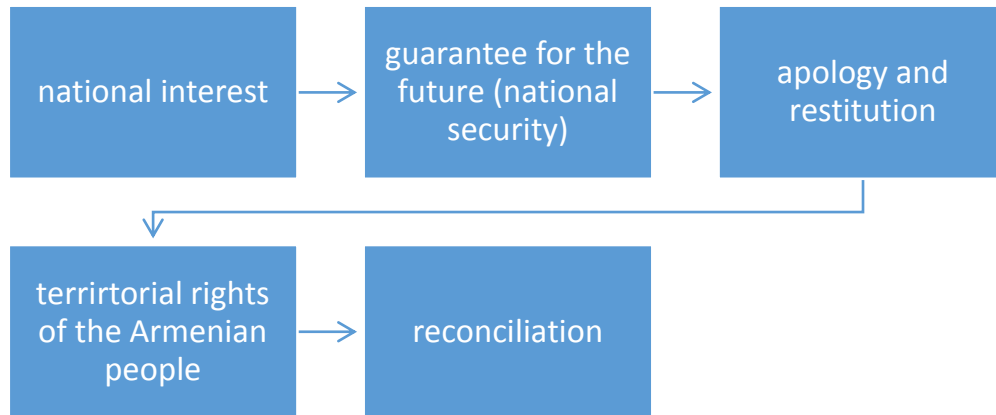 national interest
guarantee for the
future (national
security)
apology and
restitution
terrirtorial rights
of the Armenian
people
reconciliation